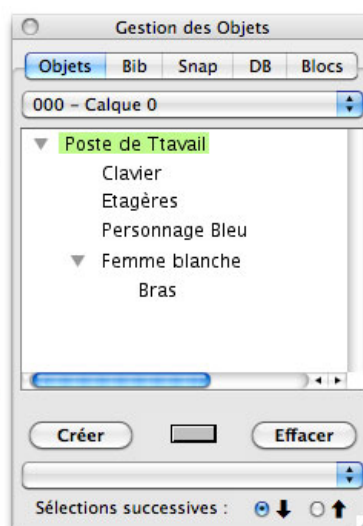 Gestion des Objets
Objets Bib Snap DB Blocs
000 – Calque 0
Poste de Ttavail
Clavier
Etagères
Personnage Bleu
Femme blanche
Bras
Créer Effacer
Sélections successives :